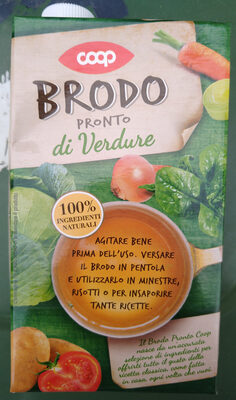 coop
BRODO
PRONTO
di Verdure
100%
INGREDIENTI
NATURALI
AGITARE BENE
PRIMA DELL'USO. VERSARE
IL BRODO IN PENTOLA
E UTILIZZARLO IN MINESTRE,
RISOTTI O PER INSAPORIRE
TANTE RICETTE.
Il Brodo Pronto Coop
nasce da un'accurata
selezione di ingredienti per
offrirti tutto il gusto della
ricetta classica, come fatta
in casa, ogni volta che vuoi